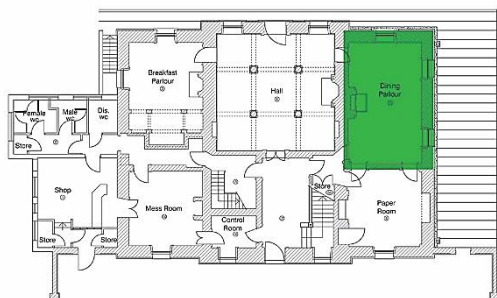 Breakfast
Parlour
Hall
Dining
Parlour
Female
WC
Male
WC
Dis.
WC
Store
Shop
Mess Room
Control
Room
Store
Paper
Room
Store
Store